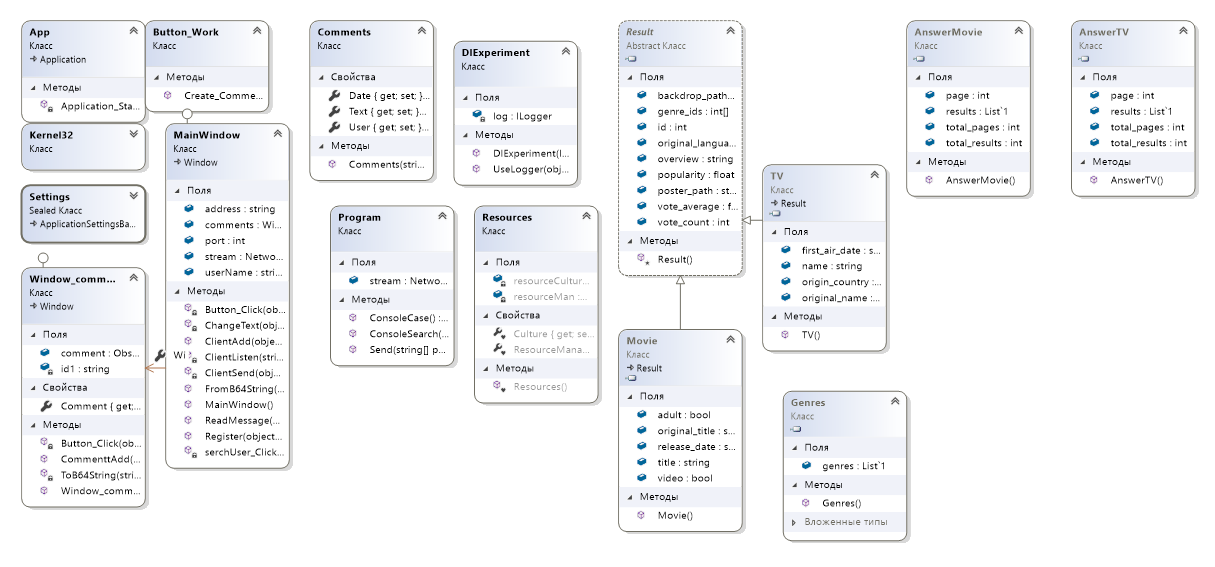 App
Класс
Application
Методы
Application_Sta...
Kernel32
Класс
Settings
Sealed Класс
ApplicationSettingsBa...
Window_comm...
Класс
Window
Поля
comment : Obs...
id1 : string
Свойства
Comment { get;...
Методы
Button_Click(ob...
CommenttAdd(...
ToB64String(stri...
Window_comm...
Button_Work
Класс
Методы
Create_Comme...
MainWindow
Класс
Window
Поля
address : string
comments : Wi...
port : int
stream : Netwo...
userName : stri...
Методы
Button_Click(ob...
ChangeText(obj...
ClientAdd(obje...
ClientListen(stri...
ClientSend(obj...
FromB64String(...
MainWindow()
ReadMessage(...
Register(object...
serchUser_Click...
Comments
Класс
Свойства
Date { get; set; }...
Text { get; set; }...
User { get; set; }...
Методы
Comments(stri...
DIExperiment
Класс
Поля
log : ILogger
Методы
DIExperiment(I...
UseLogger(obj...
Program
Класс
Поля
stream : Netwo...
Методы
ConsoleCase() :...
ConsoleSearch(...
Send(string[] p...
Resources
Класс
Поля
resourceCultur...
resourceMan :...
Свойства
Culture { get; se...
ResourceMana...
Методы
Resources()
Result
Abstract Класс
Поля
backdrop_path...
genre_ids : int[]
id : int
original_langua...
overview : string
popularity : float
poster_path : st...
vote_average : f...
vote_count : int
Методы
Result()
Movie
Класс
Result
Поля
adult : bool
original_title : s...
release_date : s...
title : string
video : bool
Методы
Movie()
TV
Класс
Result
Поля
first_air_date : s...
name : string
origin_country :...
original_name :...
Методы
TV()
Genres
Класс
Поля
genres : List`1
Методы
Genres()
Вложенные типы
AnswerMovie
Класс
Поля
page : int
results : List`1
total_pages : int
total_results : int
Методы
AnswerMovie()
AnswerTV
Класс
Поля
page : int
results : List`1
total_pages : int
total_results : int
Методы
AnswerTV()